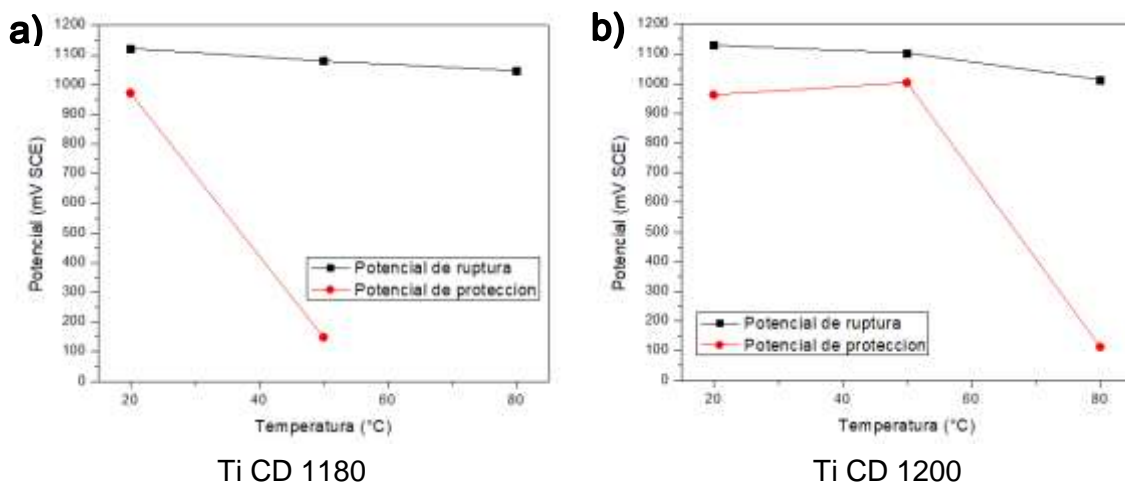 a)
1200
1100
1000
900
800
700
600
500
400
300
200
100
0
Potencial (mV SCE)
Potencial de ruptura
Potencial de proteccion
20
40
60
80
Temperatura (°C)
Ti CD 1180
b)
1200
1100
1000
900
800
700
600
500
400
300
200
100
0
Potencial (mV SCE)
Potencial de ruptura
Potencial de proteccion
20
40
60
80
Temperatura (°C)
Ti CD 1200